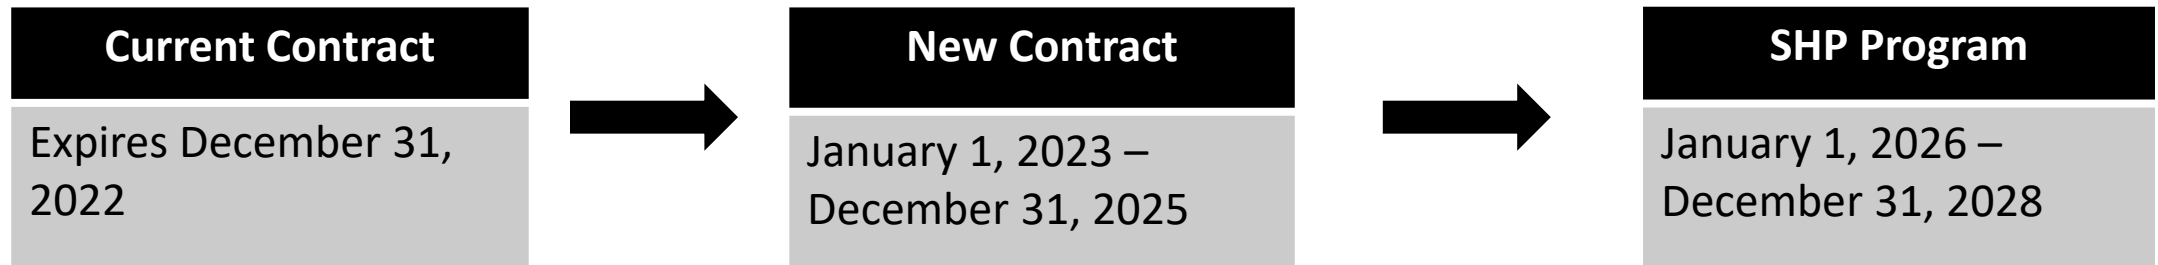 Current Contract
Expires December 31,
2022
New Contract
January 1, 2023 –
December 31, 2025
SHP Program
January 1, 2026 –
December 31, 2028